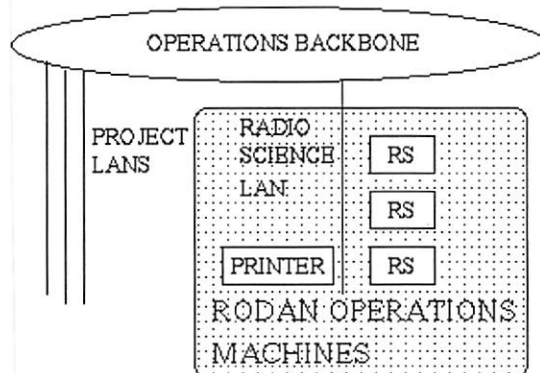 OPERATIONS BACKBONE
PROJECT
LANS
RADIO
SCIENCE
LAN
RS
RS
PRINTER
RS
RODAN OPERATIONS
MACHINES